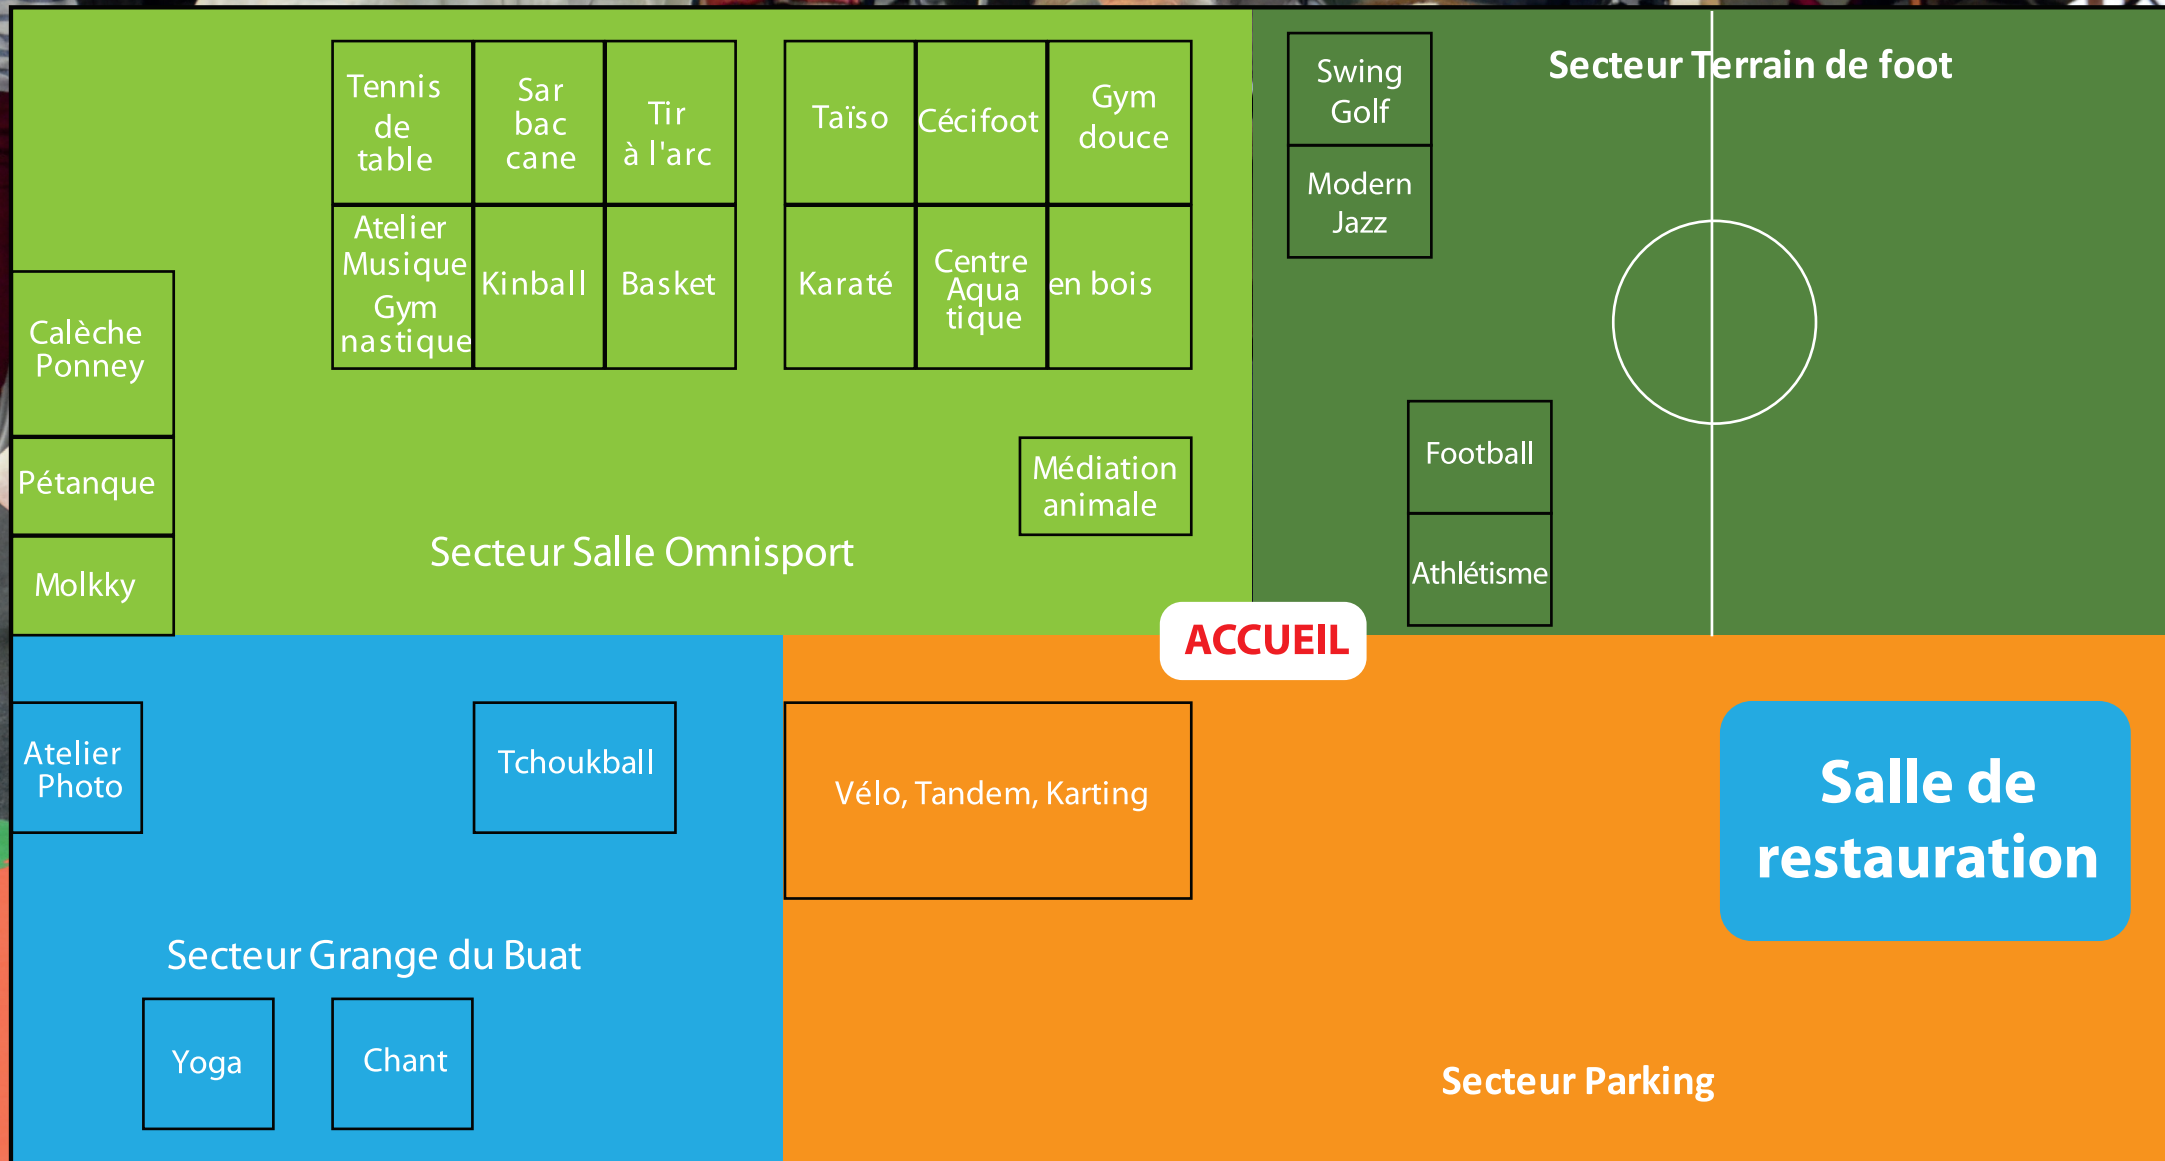 Tennis
de
table
Sar
bac
cane
Tir
à l'arc
Taïso
Cécifoot
Gym
douce
Atelier
Musique
Gym
nastique
Kinball
Basket
Karaté
Centre
Aqua
tique
en bois
Calèche
Ponney
Pétanque
Molkky
Médiation
animale
Secteur Salle Omnisport
Swing
Golf
Modern
Jazz
Secteur Terrain de foot
Football
Athlétisme
ACCUEIL
Atelier
Photo
Tchoukball
Secteur Grange du Buat
Yoga
Chant
Vélo, Tandem, Karting
Salle de
restauration
Secteur Parking